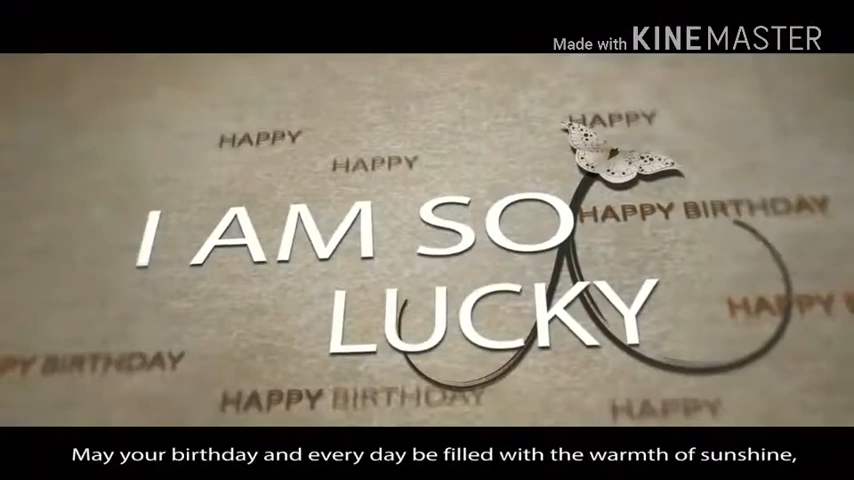 Made with KINEMASTER
HAPPY
HAPPY
HAPPY
I AM SO
HAPPY BIRTHDAY
LUCKY
HAPPY
BIRTHDAY
HAPPY BIRTHDAY
HAPPY
May your birthday and every day be filled with the warmth of sunshine,